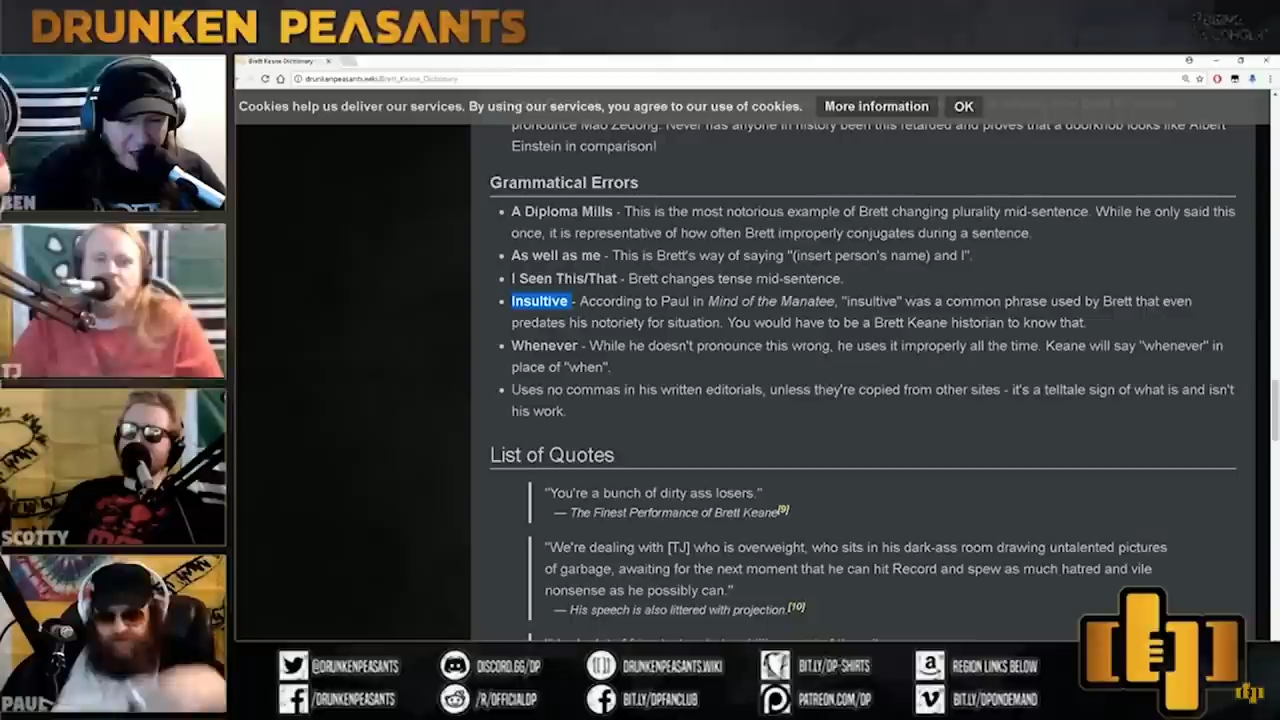 DRUNKEN PEASANTS
Brett Keane Dictionary
drunkenpeasants.wiki/Brett_Keane_Dictionary
Cookies help us deliver our services. By using our services, you agree to our use of cookies. More information OK
pronounce Mao Zedong. Never has anyone in history been this retarded and proves that a doorknob looks like Albert
Einstein in comparison!
Grammatical Errors
• A Diploma Mills - This is the most notorious example of Brett changing plurality mid-sentence. While he only said this
once, it is representative of how often Brett improperly conjugates during a sentence.
• As well as me - This is Brett's way of saying "(insert person's name) and I".
• I Seen This/That - Brett changes tense mid-sentence.
• Insultive - According to Paul in Mind of the Manatee, "insultive" was a common phrase used by Brett that even
predates his notoriety for situation. You would have to be a Brett Keane historian to know that.
• Whenever - While he doesn't pronounce this wrong, he uses it improperly all the time. Keane will say "whenever" in
place of "when".
• Uses no commas in his written editorials, unless they're copied from other sites - it's a telltale sign of what is and isn't
his work.
List of Quotes
"You're a bunch of dirty ass losers."
— The Finest Performance of Brett Keane[9]
"We're dealing with [TJ] who is overweight, who sits in his dark-ass room drawing untalented pictures
of garbage, awaiting for the next moment that he can hit Record and spew as much hatred and vile
nonsense as he possibly can."
— His speech is also littered with projection.[10]
BEN
TJ
SCOTTY
PAUL
@DRUNKENPEASANTS DISCORD.GG/DP DRUNKENPEASANTS.WIKI BIT.LY/DP-SHIRTS REGION LINKS BELOW
/DRUNKENPEASANTS /R/OFFICIALDP BIT.LY/DPFANCLUB PATREON.COM/DP BIT.LY/DPONDEMAND